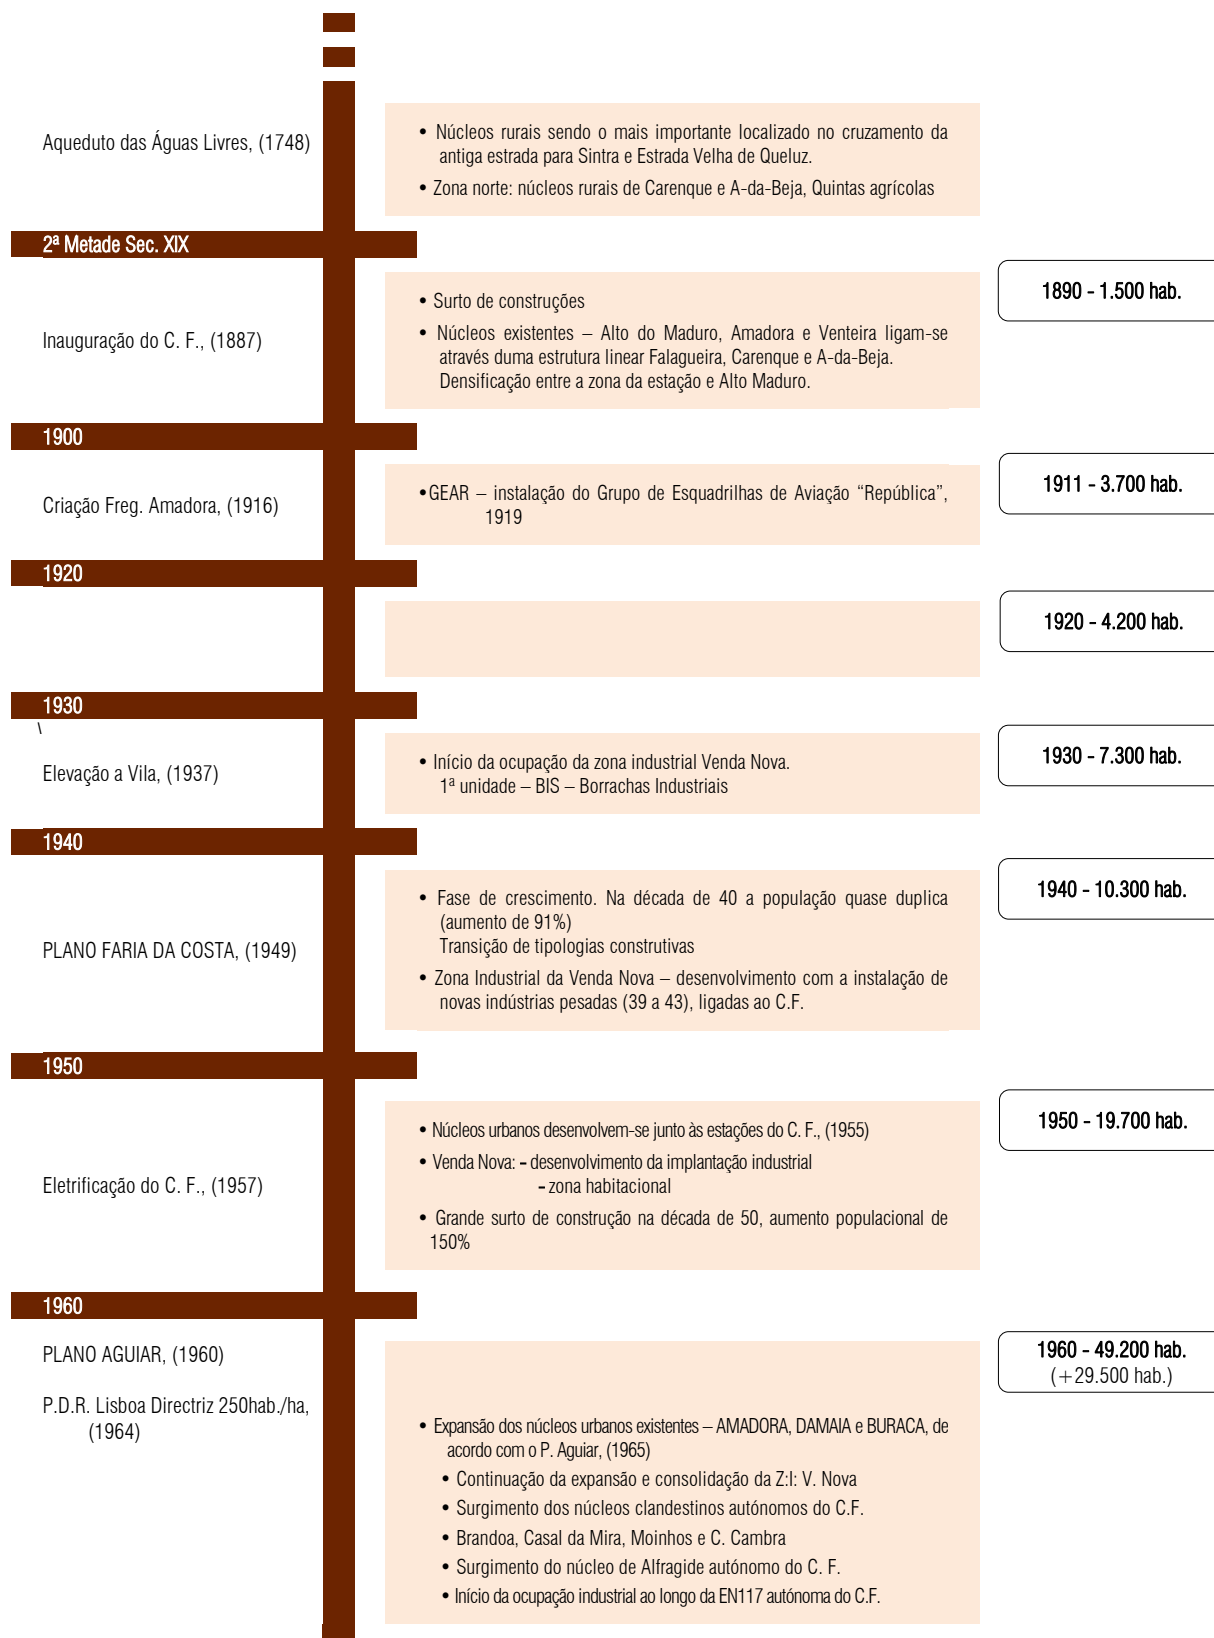 Aqueduto das Águas Livres, (1748)
• Núcleos rurais sendo o mais importante localizado no cruzamento da
antiga estrada para Sintra e Estrada Velha de Queluz.
• Zona norte: núcleos rurais de Carenque e A-da-Beja, Quintas agrícolas
2ª Metade Sec. XIX
1890 - 1.500 hab.
Inauguração do C. F., (1887)
• Surto de construções
• Núcleos existentes – Alto do Maduro, Amadora e Venteira ligam-se
através duma estrutura linear Falagueira, Carenque e A-da-Beja.
Densificação entre a zona da estação e Alto Maduro.
1900
1911 - 3.700 hab.
Criação Freg. Amadora, (1916)
•GEAR – instalação do Grupo de Esquadrilhas de Aviação “República”,
1919
1920
1920 - 4.200 hab.
1930
\
1930 - 7.300 hab.
Elevação a Vila, (1937)
• Início da ocupação da zona industrial Venda Nova.
1ª unidade – BIS – Borrachas Industriais
1940
1940 - 10.300 hab.
PLANO FARIA DA COSTA, (1949)
• Fase de crescimento. Na década de 40 a população quase duplica
(aumento de 91%)
Transição de tipologias construtivas
• Zona Industrial da Venda Nova – desenvolvimento com a instalação de
novas indústrias pesadas (39 a 43), ligadas ao C.F.
1950
1950 - 19.700 hab.
Eletrificação do C. F., (1957)
• Núcleos urbanos desenvolvem-se junto às estações do C. F., (1955)
• Venda Nova: - desenvolvimento da implantação industrial
- zona habitacional
• Grande surto de construção na década de 50, aumento populacional de
150%
1960
1960 - 49.200 hab.
(+29.500 hab.)
PLANO AGUIAR, (1960)
P.D.R. Lisboa Directriz 250hab./ha,
(1964)
• Expansão dos núcleos urbanos existentes – AMADORA, DAMAIA e BURACA, de
acordo com o P. Aguiar, (1965)
• Continuação da expansão e consolidação da Z:I: V. Nova
• Surgimento dos núcleos clandestinos autónomos do C.F.
• Brandoa, Casal da Mira, Moinhos e C. Cambra
• Surgimento do núcleo de Alfragide autónomo do C. F.
• Início da ocupação industrial ao longo da EN117 autónoma do C.F.